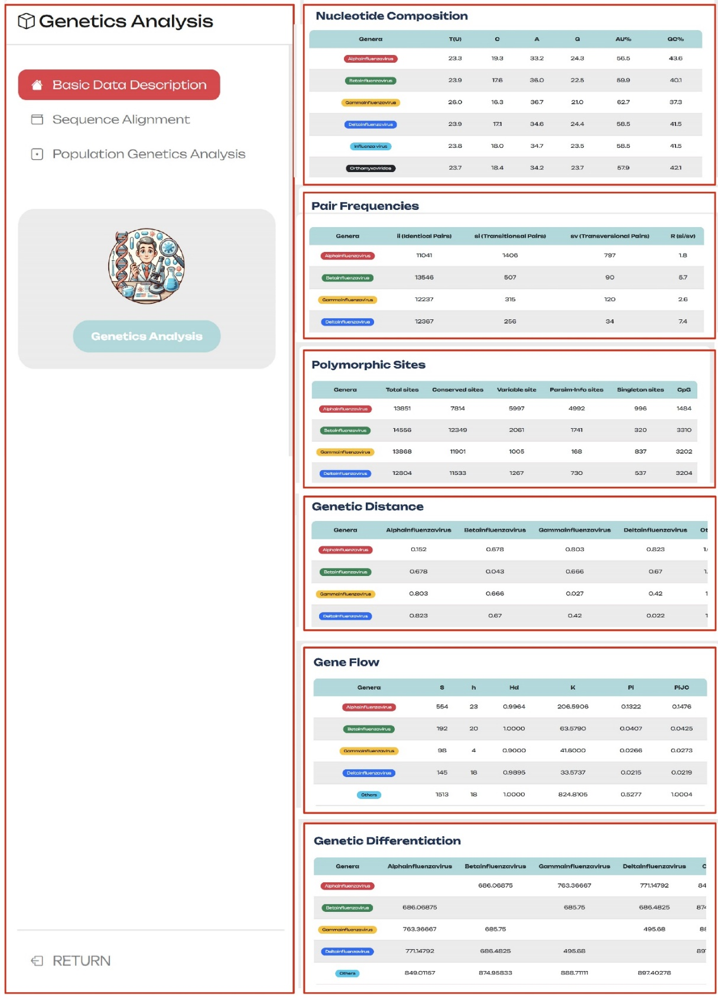 Genetics Analysis
Basic Data Description
Sequence Alignment
Population Genetics Analysis
Genetics Analysis
RETURN
Nucleotide Composition
Genera T(U) C A G AU% GC%
Alphainfluenzavirus 23.3 19.3 33.2 24.3 56.5 43.6
Betainfluenzavirus 23.9 17.6 36.0 22.5 59.9 40.1
Gammainfluenzavirus 26.0 16.3 36.7 21.0 62.7 37.3
Deltainfluenzavirus 23.9 17.1 34.6 24.4 58.5 41.5
Influenza virus 23.8 18.0 34.7 23.5 58.5 41.5
Orthomyxoviridae 23.7 18.4 34.2 23.7 57.9 42.1
Pair Frequencies
Genera ii (Identical Pairs) si (Transitionsal Pairs) sv (Transversional Pairs) R (si/sv)
Alphainfluenzavirus 11041 1406 797 1.8
Betainfluenzavirus 13546 507 90 5.7
Gammainfluenzavirus 12237 315 120 2.6
Deltainfluenzavirus 12367 256 34 7.4
Polymorphic Sites
Genera Total sites Conserved sites Variable site Parsim-Info sites Singleton sites CpG
Alphainfluenzavirus 13851 7814 5997 4992 996 1484
Betainfluenzavirus 14556 12349 2061 1741 320 3310
Gammainfluenzavirus 13868 11901 1005 168 837 3202
Deltainfluenzavirus 12804 11533 1267 730 537 3204
Genetic Distance
Genera Alphainfluenzavirus Betainfluenzavirus Gammainfluenzavirus Deltainfluenzavirus Ot
Alphainfluenzavirus 0.152 0.678 0.803 0.823 1.
Betainfluenzavirus 0.678 0.043 0.666 0.67 1.
Gammainfluenzavirus 0.803 0.666 0.027 0.42 1
Deltainfluenzavirus 0.823 0.67 0.42 0.022 1
Gene Flow
Genera S h Hd K Pi PiJC
Alphainfluenzavirus 554 23 0.9964 206.5906 0.1322 0.1476
Betainfluenzavirus 192 20 1.0000 63.5790 0.0407 0.0425
Gammainfluenzavirus 98 4 0.9000 41.6000 0.0266 0.0273
Deltainfluenzavirus 145 18 0.9895 33.5737 0.0215 0.0219
Others 1513 18 1.0000 824.8105 0.5277 1.0004
Genetic Differentiation
Genera Alphainfluenzavirus Betainfluenzavirus Gammainfluenzavirus Deltainfluenzavirus
Alphainfluenzavirus 686.06875 763.36667 771.14792 84
Betainfluenzavirus 686.06875 685.75 686.4825 874
Gammainfluenzavirus 763.36667 685.75 495.68 88
Deltainfluenzavirus 771.14792 686.4825 495.68 897
Others 849.01157 874.95833 888.71111 897.40278